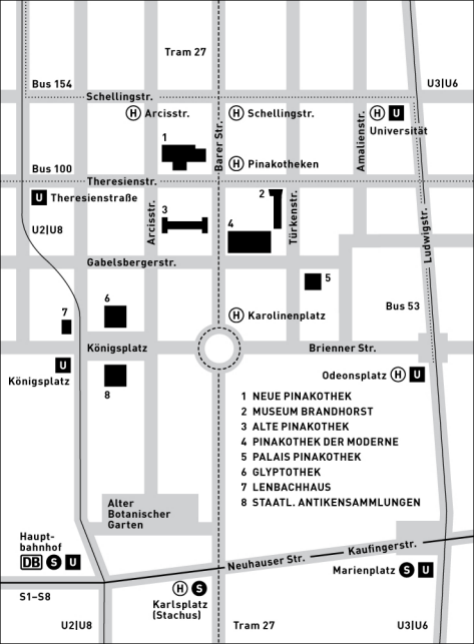 Tram 27
Bus 154
U3|U6
Schellingstr.
H Arcisstr.
H Schellingstr.
H U
Universität
1
Barer Str.
Amalienstr.
H Pinakotheken
Bus 100
Theresienstr.
U Theresienstraße
2
3
Arcisstr.
4
Türkenstr.
Ludwigstr.
U2|U8
Gabelsbergerstr.
5
6
7
Bus 53
H Karolinenplatz
Königsplatz
Brienner Str.
U
Königsplatz
8
Odeonsplatz H U
1 NEUE PINAKOTHEK
2 MUSEUM BRANDHORST
3 ALTE PINAKOTHEK
4 PINAKOTHEK DER MODERNE
5 PALAIS PINAKOTHEK
6 GLYPTOTHEK
7 LENBACHHAUS
8 STAATL. ANTIKENSAMMLUNGEN
Alter
Botanischer
Garten
Haupt-
bahnhof
DB S U
Neuhauser Str.
Kaufingerstr.
Marienplatz S U
S1–S8
H S
Karlsplatz
(Stachus)
U2|U8
Tram 27
U3|U6